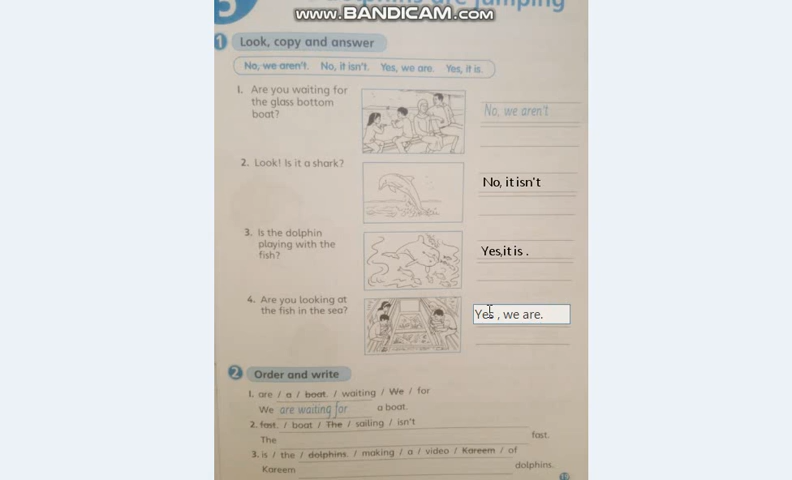 www.BANDICAM.com
5 Dolphins are jumping
1 Look, copy and answer
No, we aren't. No, it isn't. Yes, we are. Yes, it is.
1. Are you waiting for
the glass bottom
boat?
No, we aren't
2. Look! Is it a shark?
No, it isn't
3. Is the dolphin
playing with the
fish?
Yes,it is .
4. Are you looking at
the fish in the sea?
Yes , we are.
2 Order and write
1. are / a / boat. / waiting / We / for
We are waiting for a boat.
2. fast. / boat / The / sailing / isn't
The fast.
3. is / the / dolphins. / making / a / video / Kareem / of
Kareem dolphins.